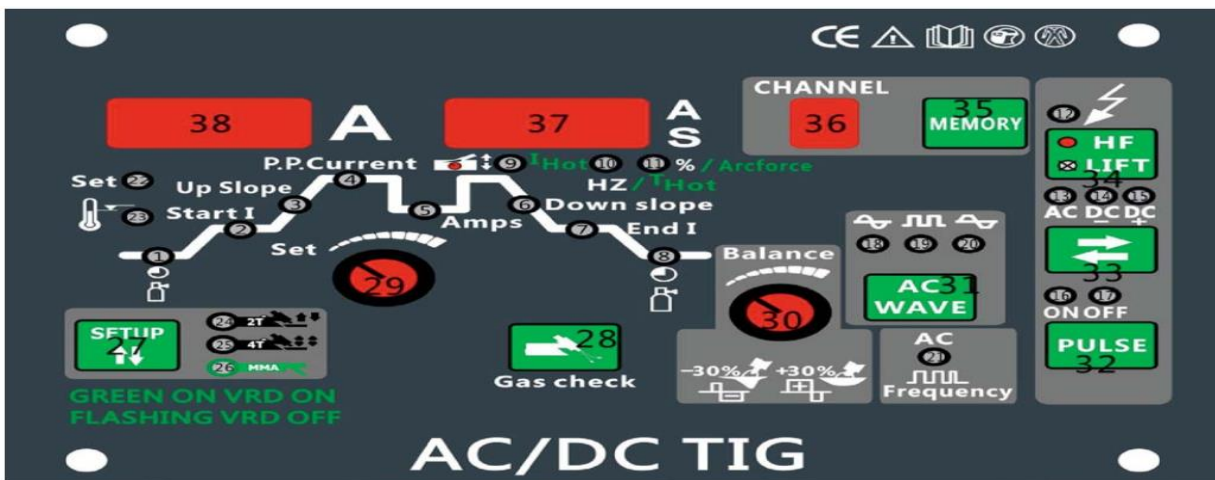 CE
CHANNEL
38 A 37 A S 36 35 MEMORY
12
HF
LIFT
34
P.P.Current 4 9 IHot 10 11 % / Arcforce
HZ / THot
Set 22
Up Slope 3
23 Start I 2
5 Amps
6 Down slope
7 End I
13 14 15
AC DC DC
- +
1
Set
29
8
Balance
30
-30% +30%
18 19 20
AC 31
WAVE
33
16 17
ON OFF
PULSE
32
SETUP
27
24 2T
25 4T
26 MMA
28
Gas check
AC
21
Frequency
GREEN ON VRD ON
FLASHING VRD OFF
AC/DC TIG